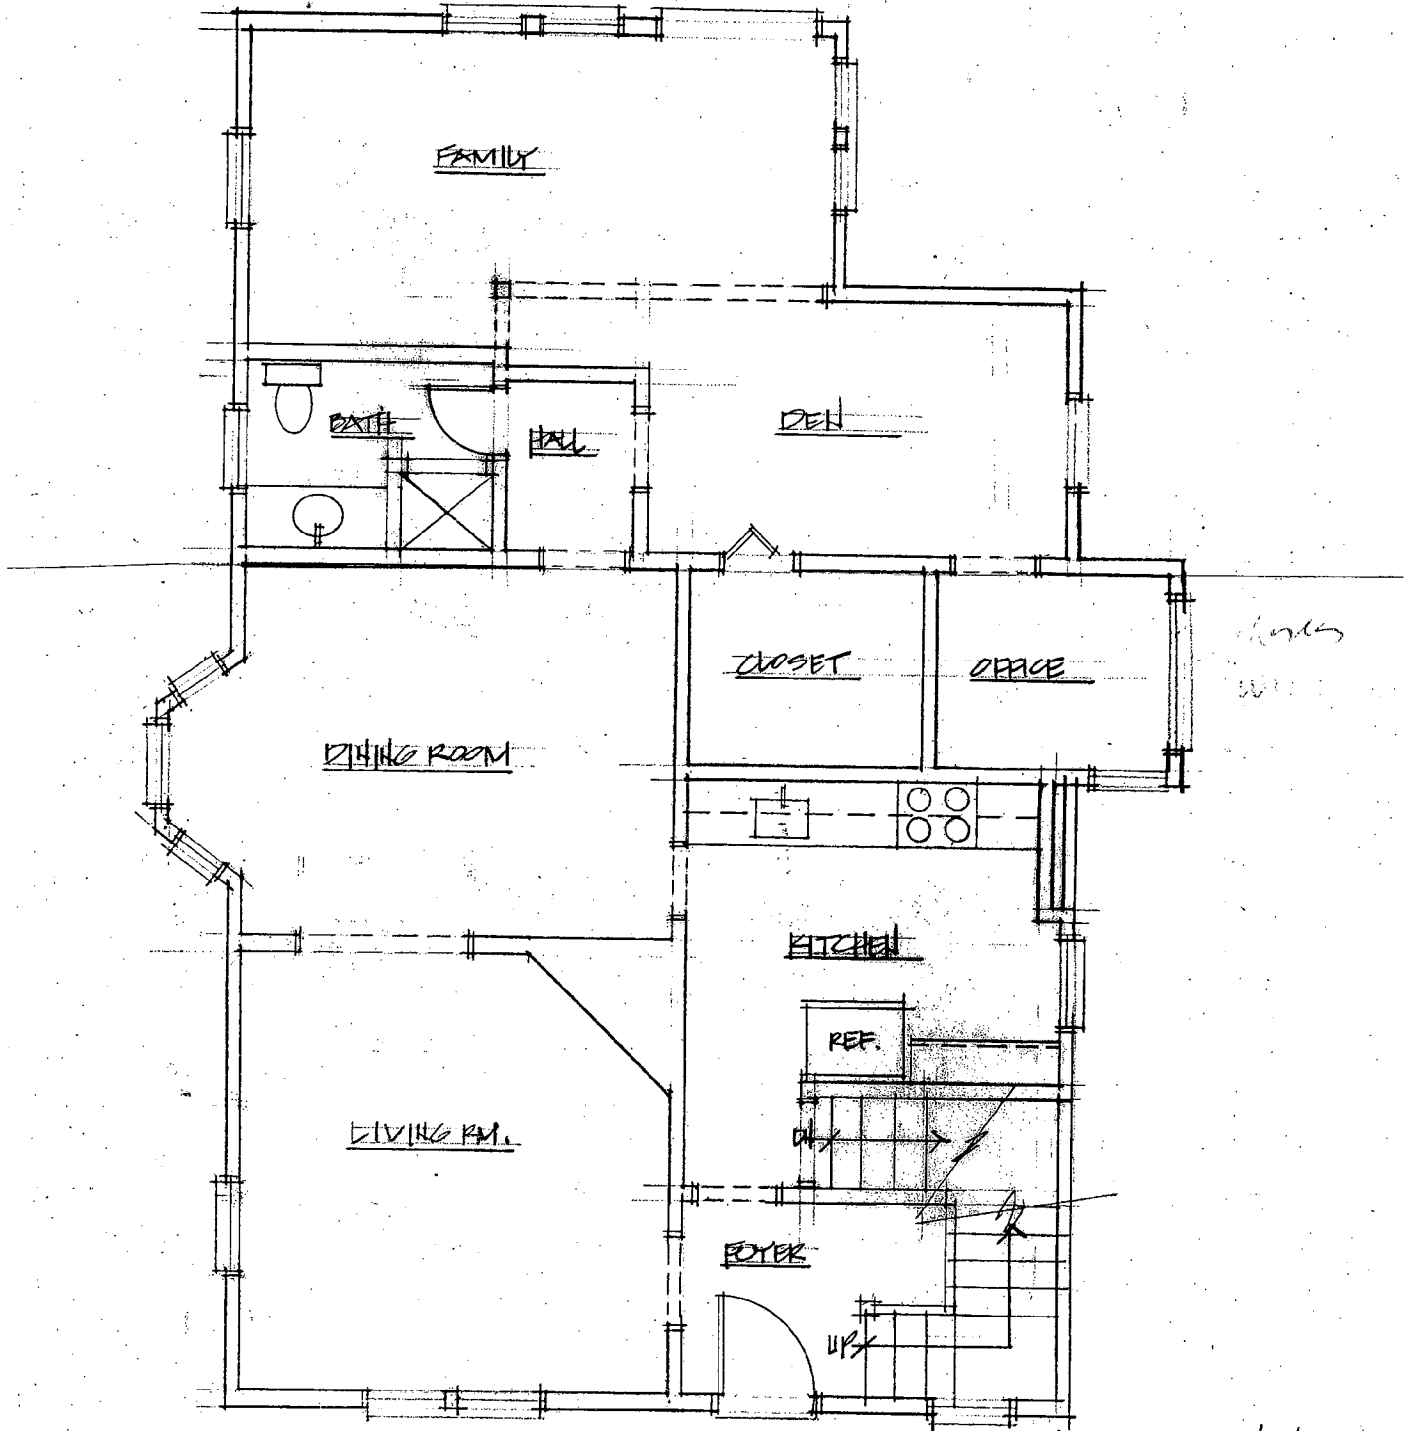 FAMILY
BATH
HALL
DEN
CLOSET
OFFICE
DINING ROOM
KITCHEN
REF.
DN
LIVING RM.
FOYER
UP